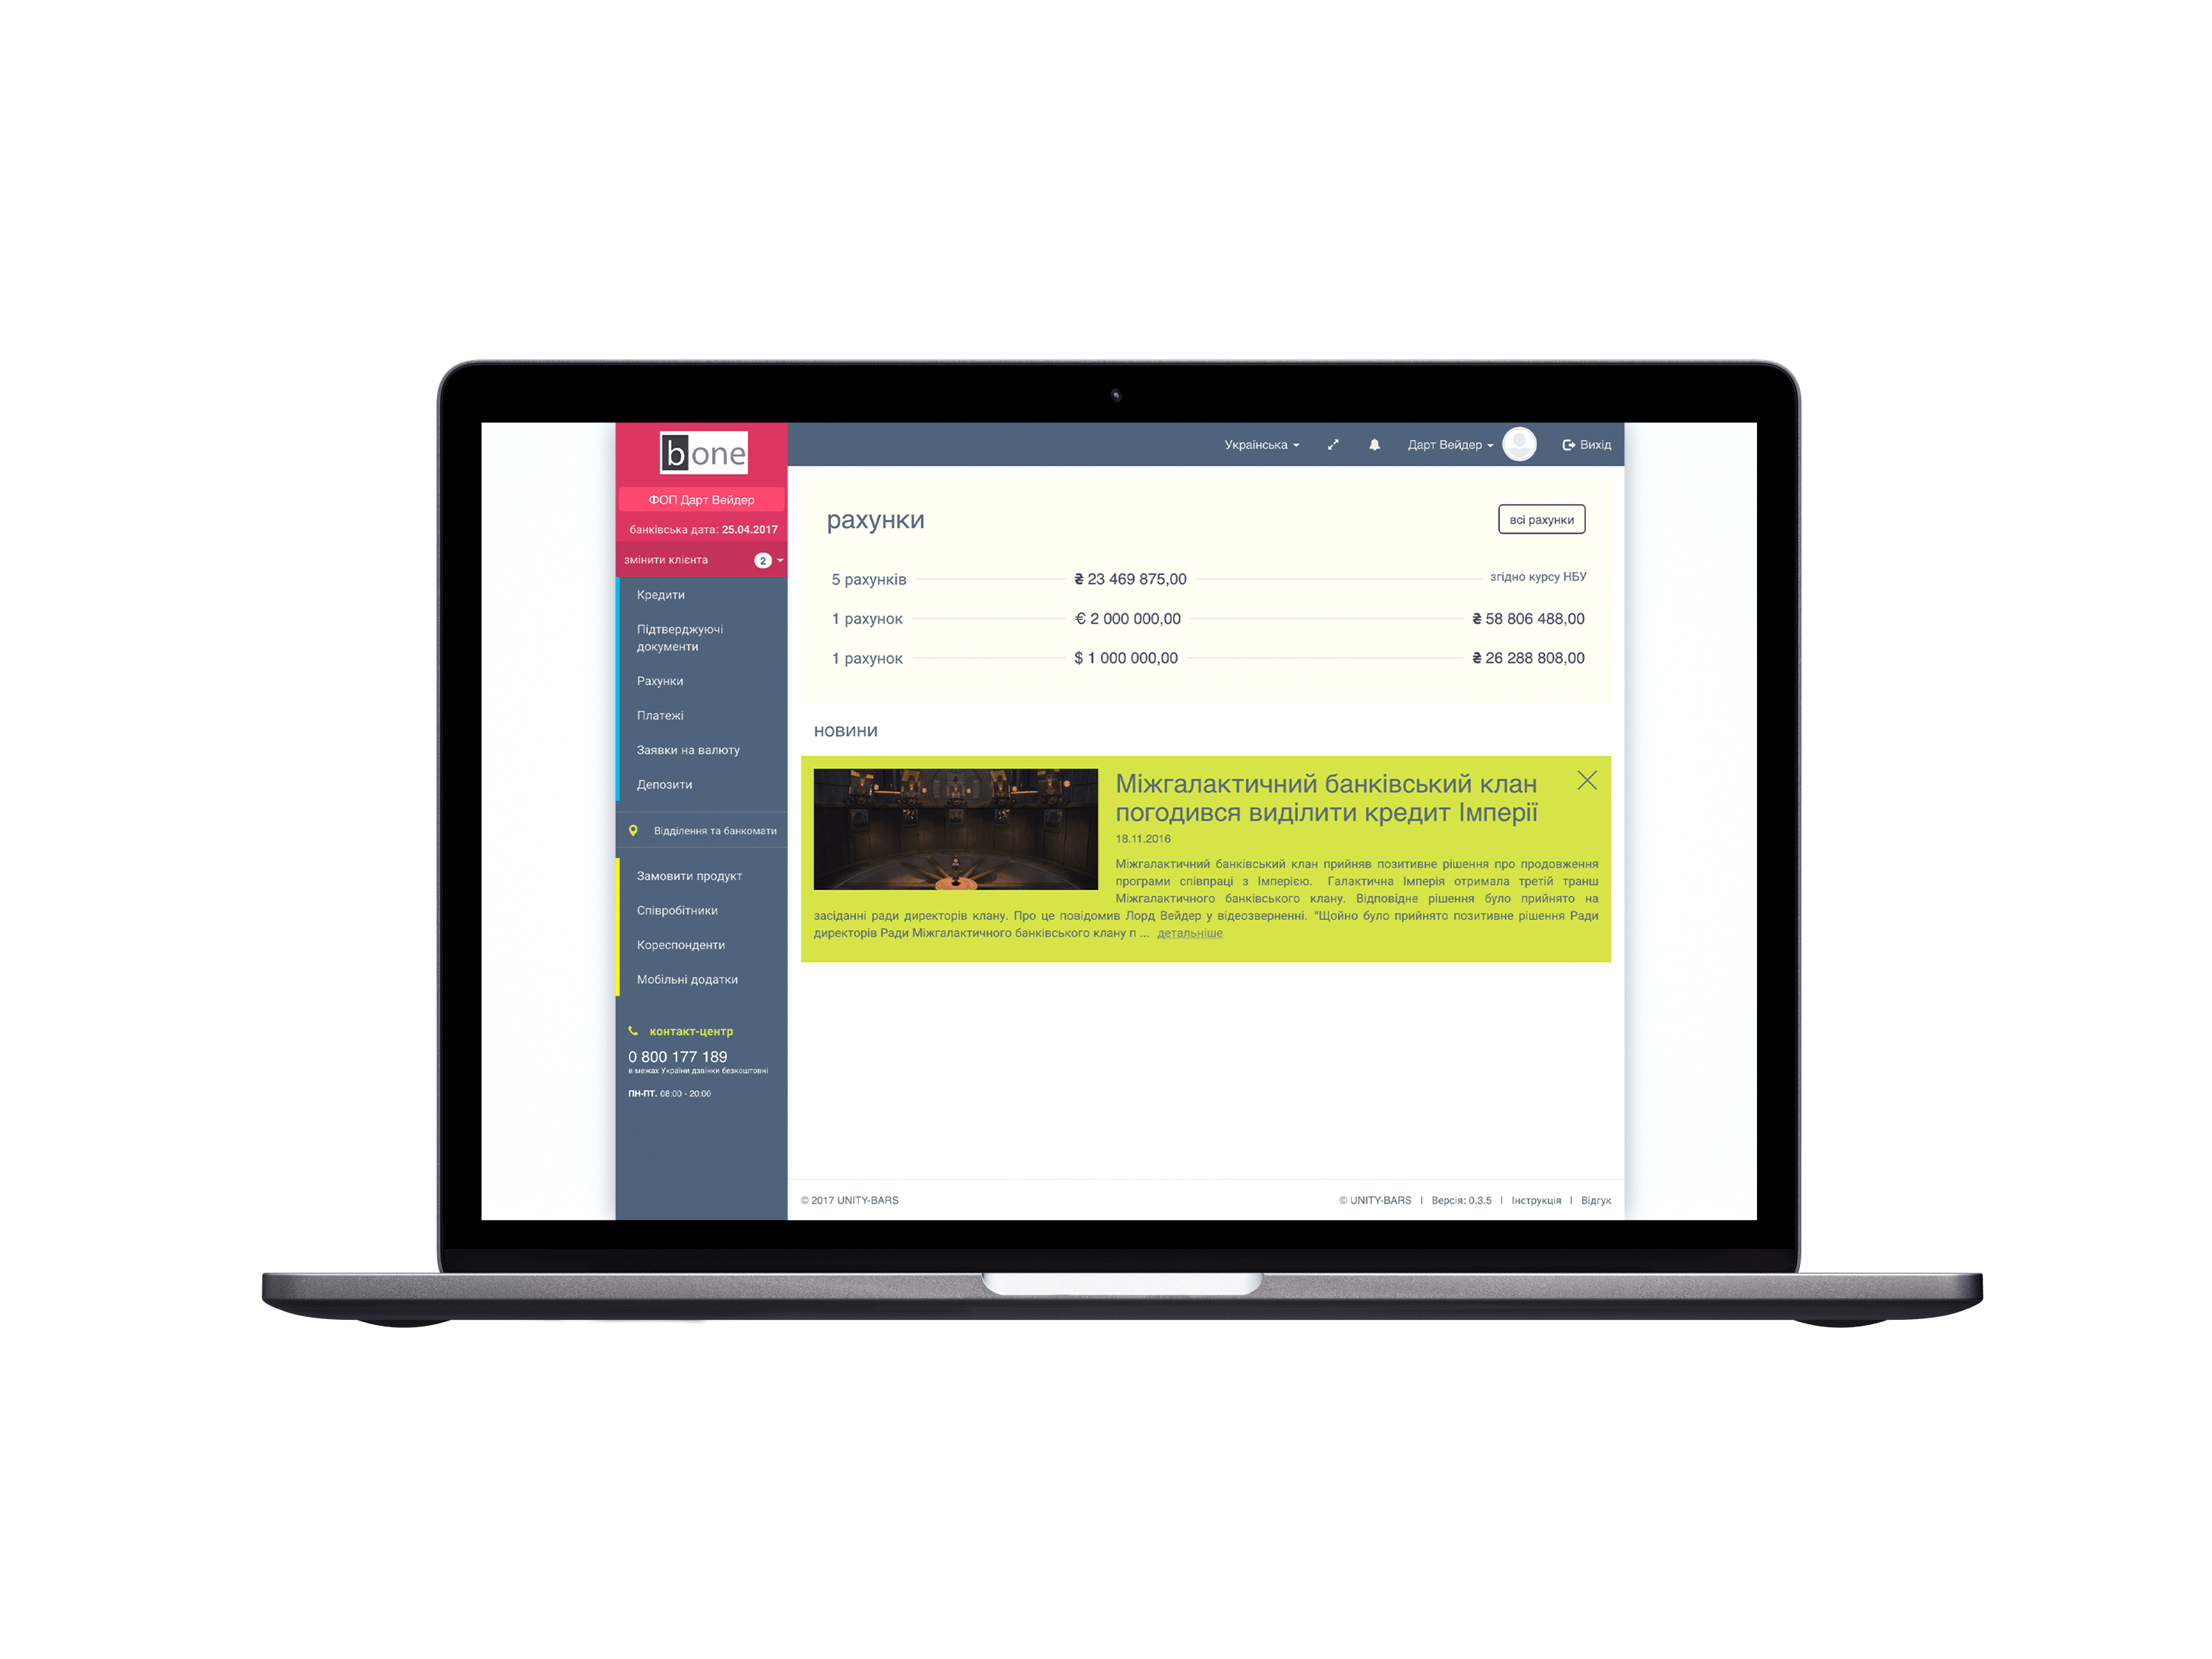 bone
Українська
Дарт Вейдер
Вихід
ФОП Дарт Вейдер
банківська дата: 25.04.2017
змінити клієнта 2
Кредити
Підтверджуючі
документи
Рахунки
Платежі
Заявки на валюту
Депозити
Відділення та банкомати
Замовити продукт
Співробітники
Кореспонденти
Мобільні додатки
контакт-центр
0 800 177 189
в межах України дзвінки безкоштовні
ПН-ПТ. 08:00 - 20:00
рахунки
всі рахунки
5 рахунків ₴ 23 469 875,00 згідно курсу НБУ
1 рахунок € 2 000 000,00 ₴ 58 806 488,00
1 рахунок $ 1 000 000,00 ₴ 26 288 808,00
новини
Міжгалактичний банківський клан
погодився виділити кредит Імперії
18.11.2016
Міжгалактичний банківський клан прийняв позитивне рішення про продовження
програми співпраці з Імперією. Галактична Імперія отримала третій транш
Міжгалактичного банківського клану. Відповідне рішення було прийнято на
засіданні ради директорів клану. Про це повідомив Лорд Вейдер у відеозверненні. "Щойно було прийнято позитивне рішення Ради
директорів Ради Міжгалактичного банківського клану п ... детальніше
© 2017 UNITY-BARS
© UNITY-BARS | Версія: 0.3.5 | Інструкція | Відгук